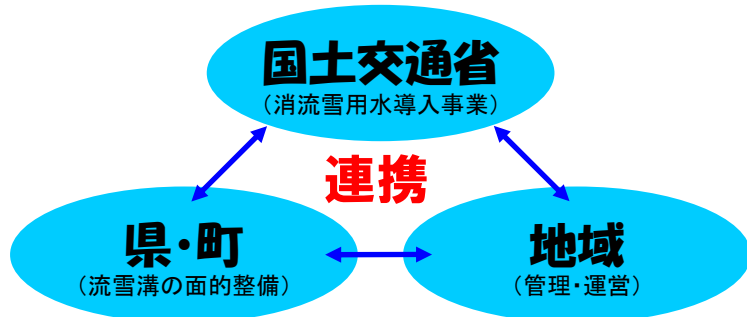 国土交通省
（消流雪用水導入事業）
連携
県・町
（流雪溝の面的整備）
地域
（管理・運営）